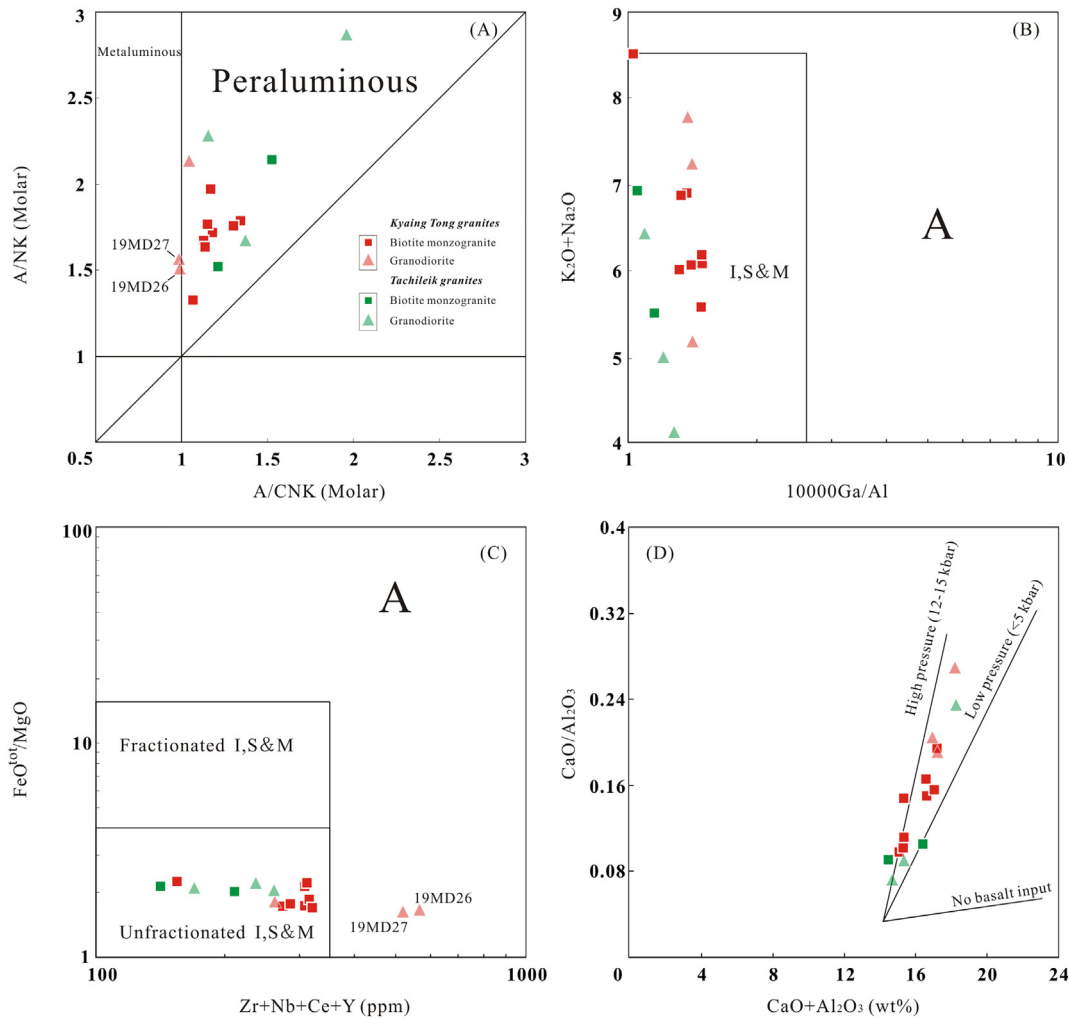 (A)
3
2.5
2
1.5
1
0.5
1
1.5
2
2.5
3
A/NK (Molar)
A/CNK (Molar)
Metaluminous
Peraluminous
19MD27
19MD26
Kyaing Tong granites
Biotite monzogranite
Granodiorite
Tachileik granites
Biotite monzogranite
Granodiorite
(B)
9
8
7
6
5
4
1
10
K2O+Na2O
10000Ga/Al
I,S&M
A
(C)
100
10
1
100
1000
FeOtot/MgO
Zr+Nb+Ce+Y (ppm)
A
Fractionated I,S&M
Unfractionated I,S&M
19MD26
19MD27
(D)
0.4
0.32
0.24
0.16
0.08
0
4
8
12
16
20
24
CaO/Al2O3
CaO+Al2O3 (wt%)
High pressure (12-15 kbar)
Low pressure (<5 kbar)
No basalt input